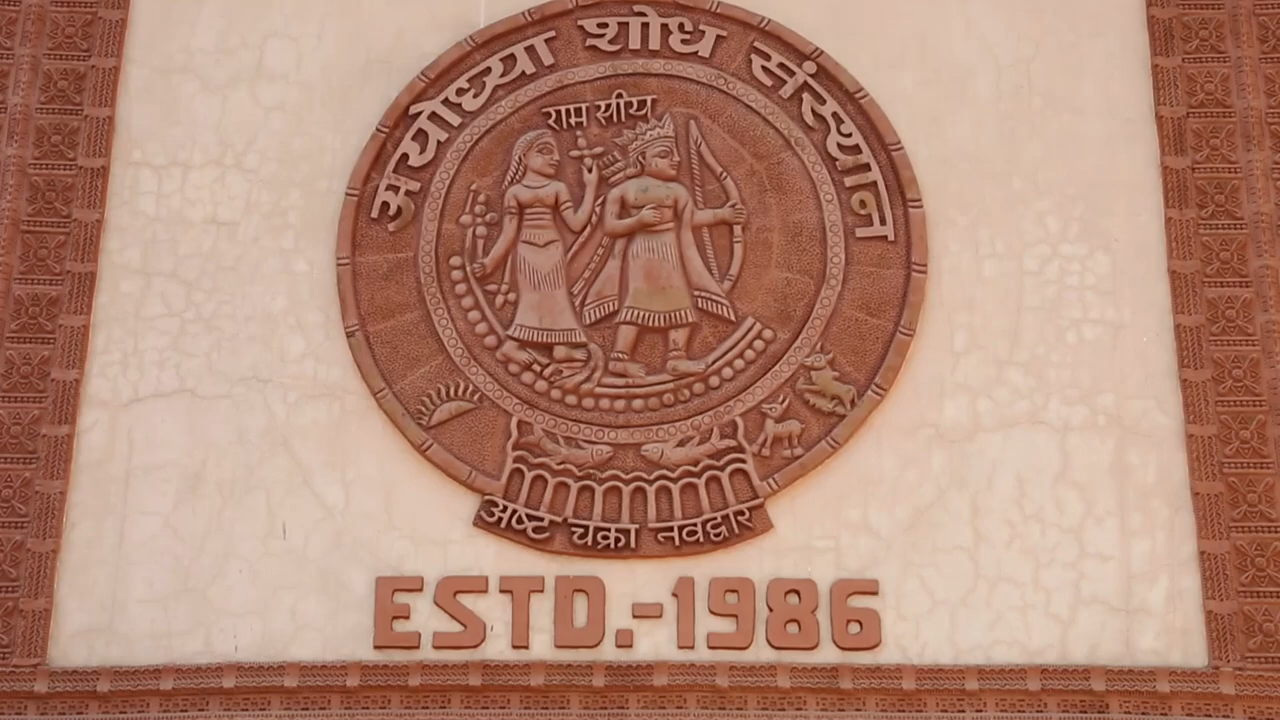 अयोध्या शोध संस्थान
राम सीय
अष्ट चक्रा नवद्वार
ESTD.-1986